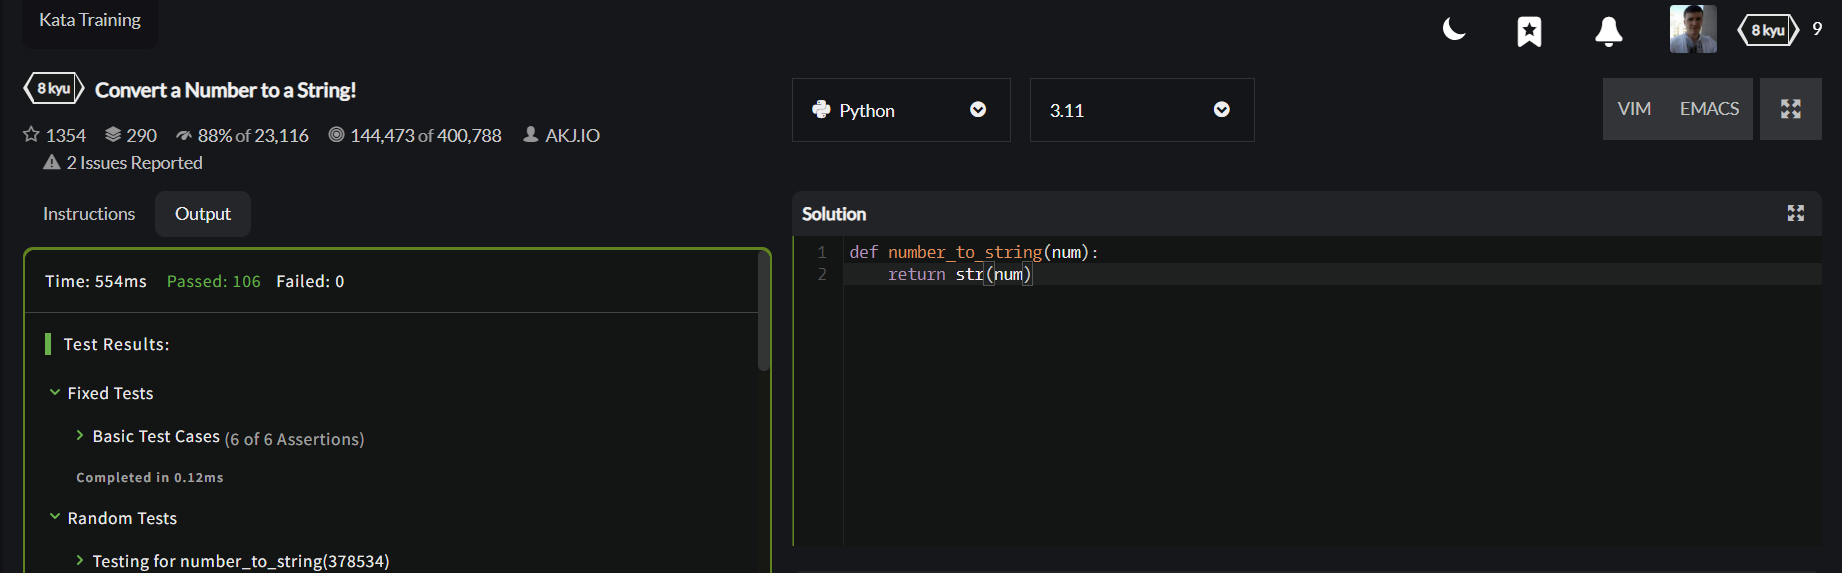 Kata Training
8 kyu 9
8 kyu Convert a Number to a String!
1354 290 88% of 23,116 144,473 of 400,788 AKJ.IO
2 Issues Reported
Python 3.11 VIM EMACS
Instructions Output
Time: 554ms Passed: 106 Failed: 0
Test Results:
Fixed Tests
Basic Test Cases (6 of 6 Assertions)
Completed in 0.12ms
Random Tests
Testing for number_to_string(378534)
Solution
1 def number_to_string(num):
2     return str(num)